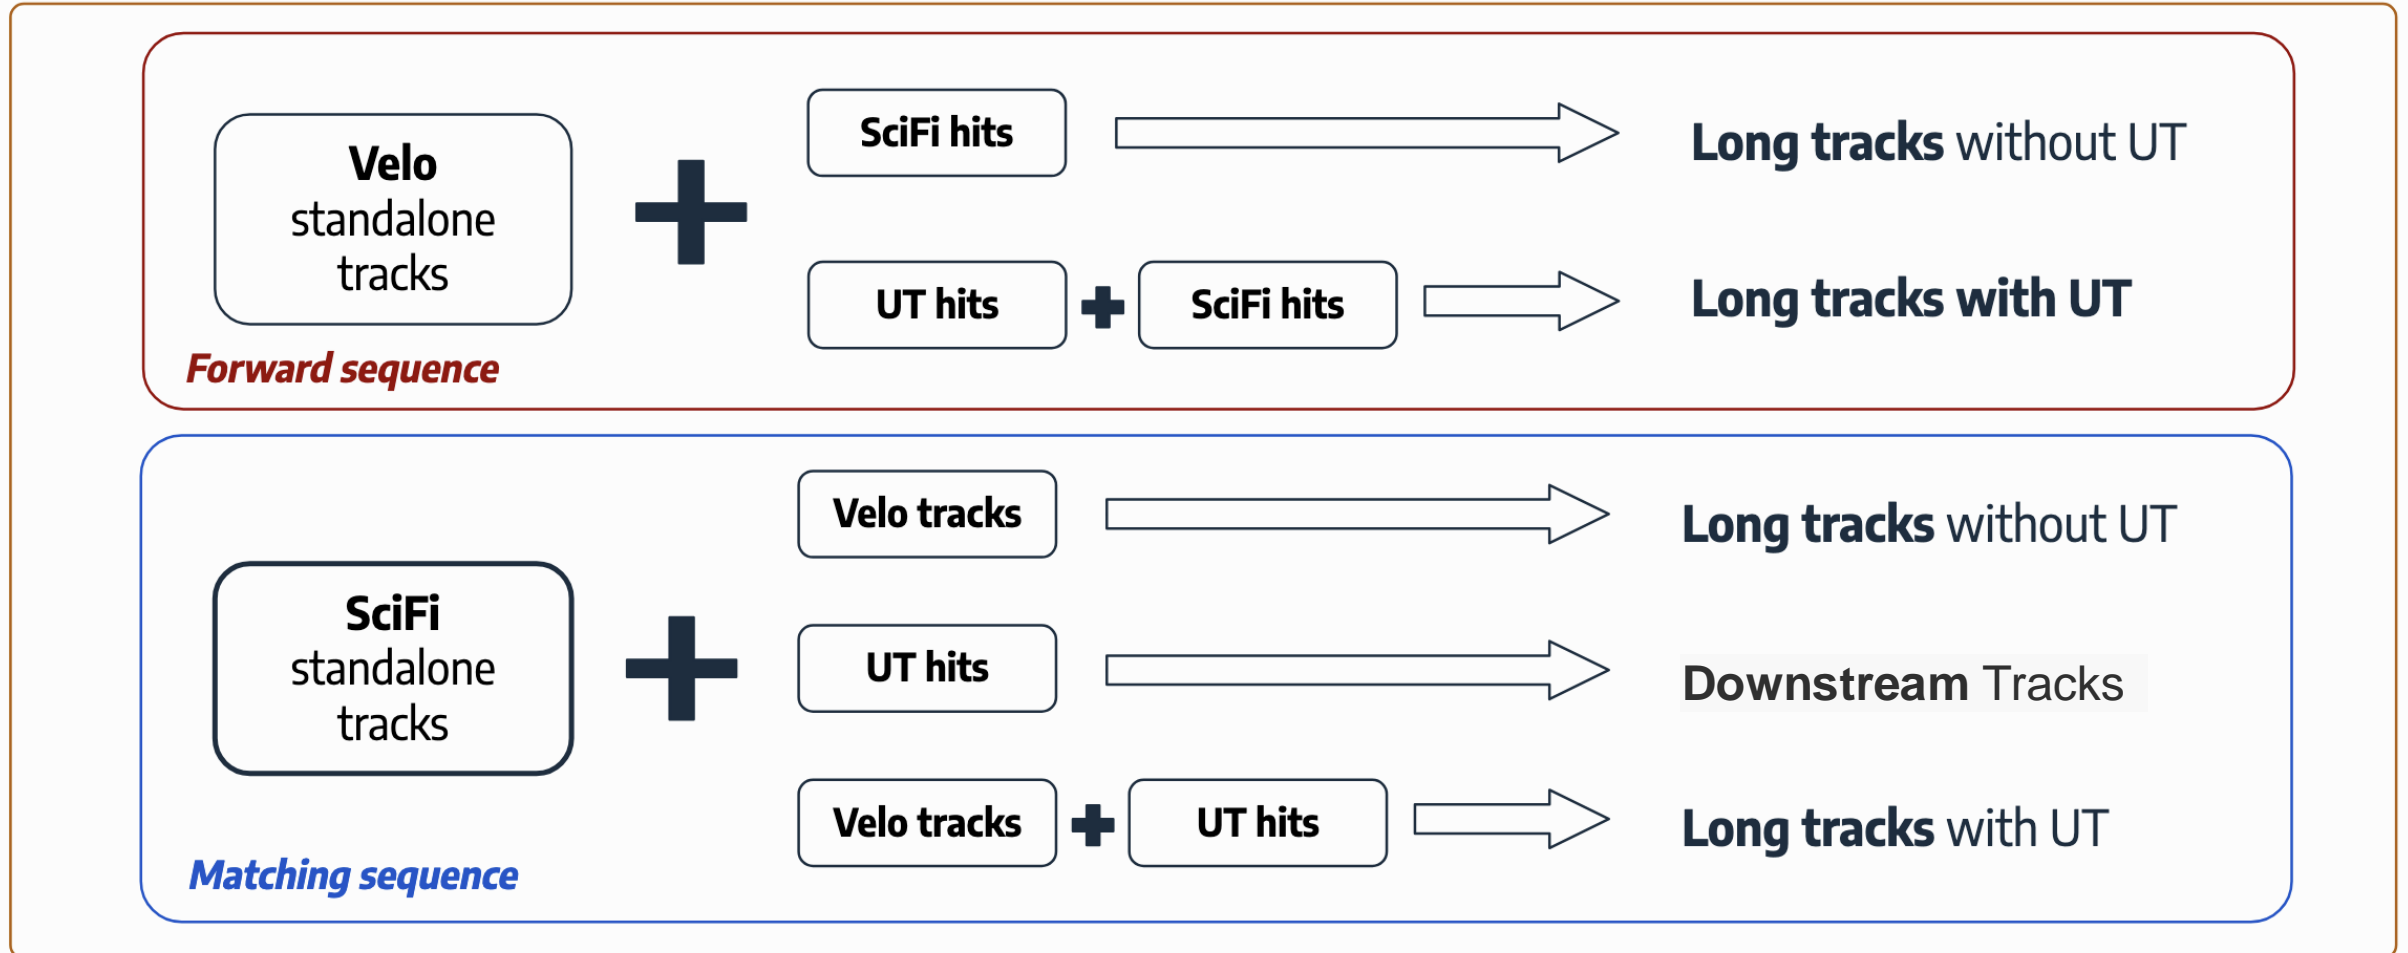 Velo
standalone
tracks
SciFi hits
Long tracks without UT
UT hits
SciFi hits
Long tracks with UT
Forward sequence
SciFi
standalone
tracks
Velo tracks
Long tracks without UT
UT hits
Downstream Tracks
Velo tracks
UT hits
Long tracks with UT
Matching sequence